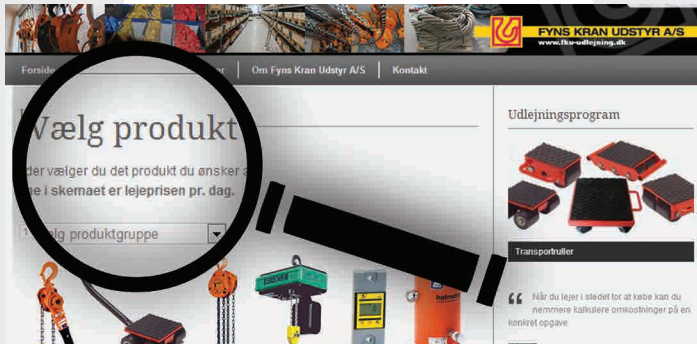 FYNS KRAN UDSTYR A/S
www.fku-udlejning.dk
Forside
Om Fyns Kran Udstyr A/S
Kontakt
Vælg produkt
der vælger du det produkt du ønsker
ne i skemaet er lejeprisen pr. dag.
lg produktgruppe
Udlejningsprogram
Transportruller
Når du lejer i stedet for at købe kan du
nemmere kalkulere omkostninger på en
konkret opgave